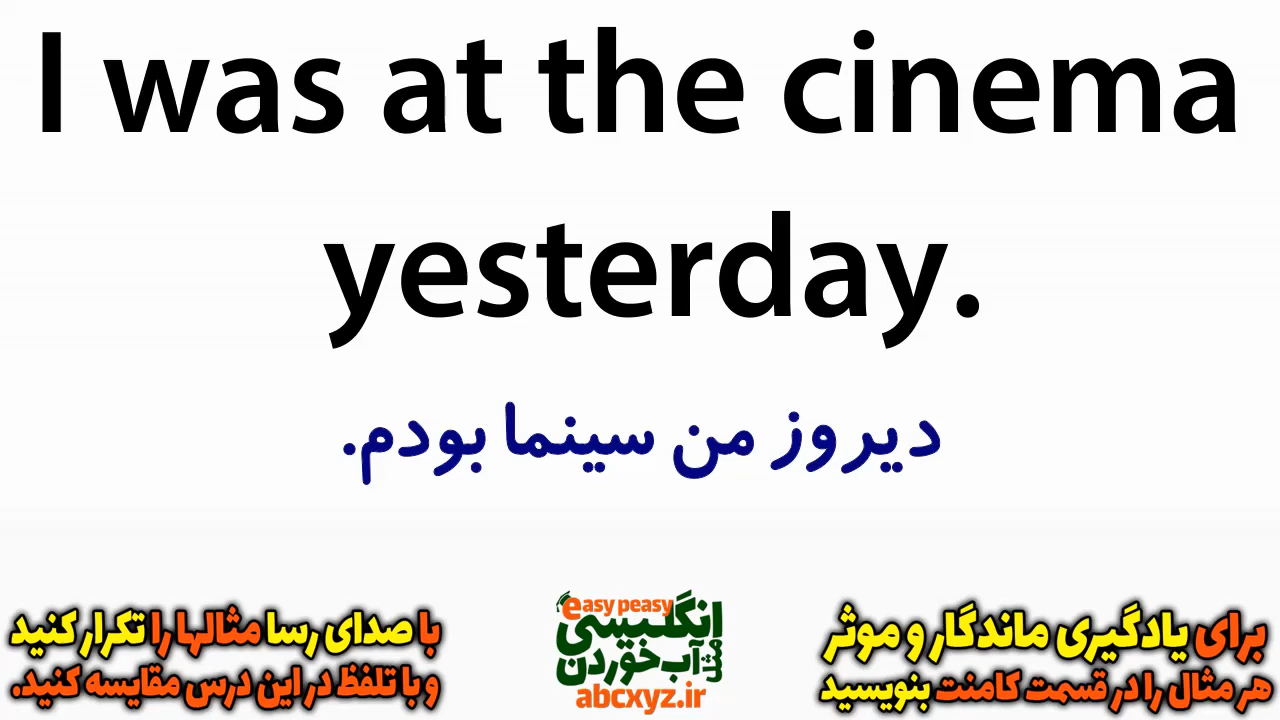 I was at the cinema
yesterday.
دیروز من سینما بودم.
برای یادگیری ماندگار و موثر
هر مثال را در قسمت کامنت بنویسید
easy peasy
انگلیسی
مثل آب خوردن
abcxyz.ir
با صدای رسا مثالها را تکرار کنید
و با تلفظ در این درس مقایسه کنید.